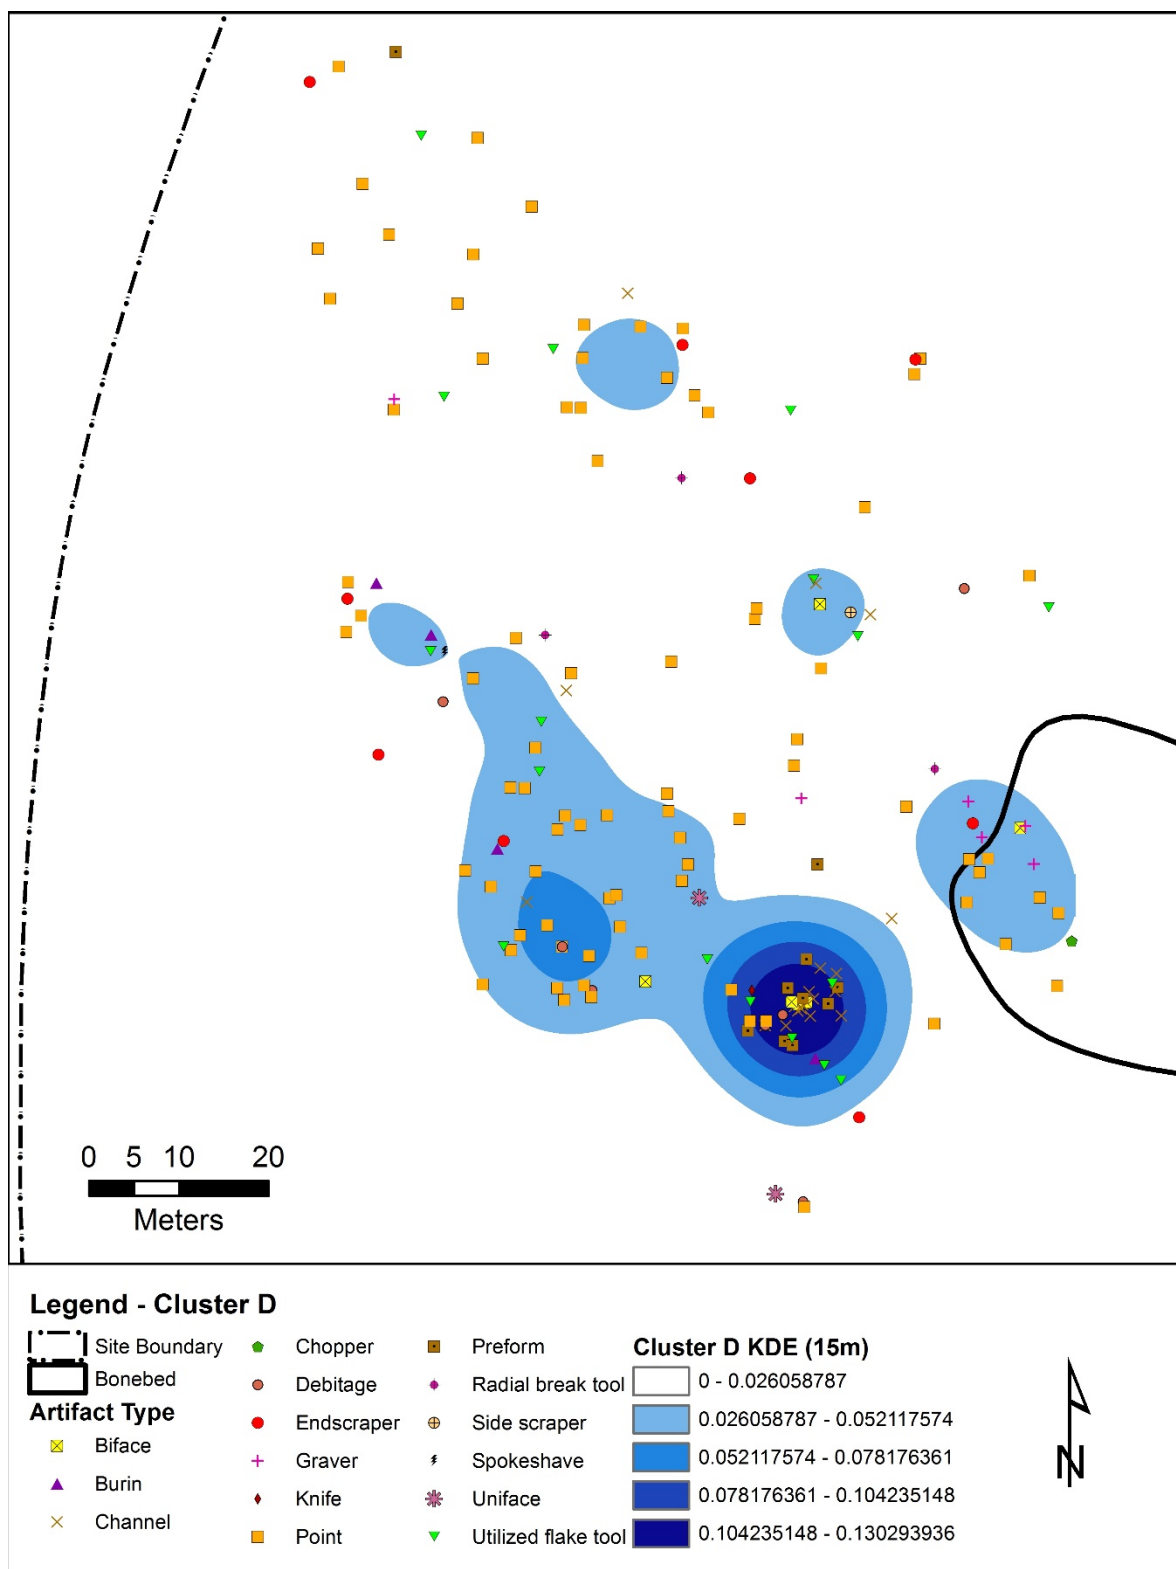 0 5 10 20
Meters
Legend - Cluster D
Site Boundary
Bonebed
Artifact Type
Biface
Burin
Channel
Chopper
Debitage
Endscraper
Graver
Knife
Point
Preform
Radial break tool
Side scraper
Spokeshave
Uniface
Utilized flake tool
Cluster D KDE (15m)
0 - 0.026058787
0.026058787 - 0.052117574
0.052117574 - 0.078176361
0.078176361 - 0.104235148
0.104235148 - 0.130293936
N